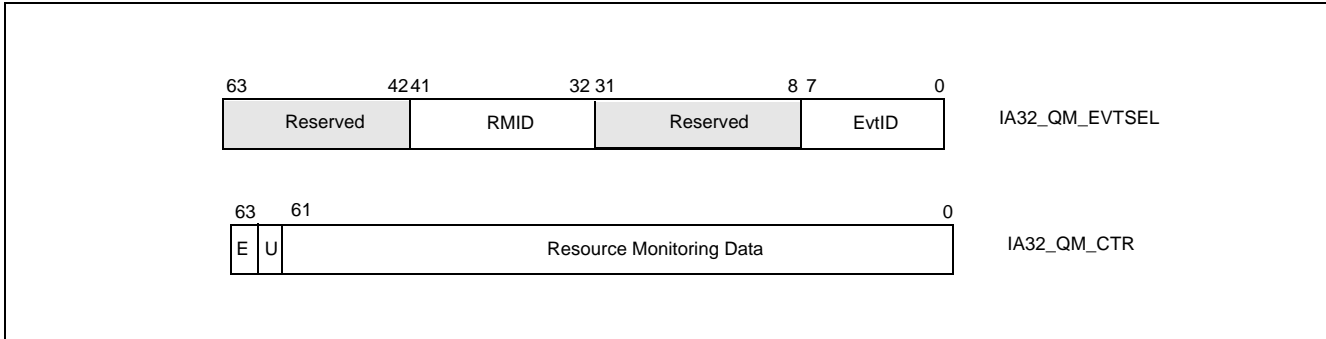 63 42 41 32 31 8 7 0
Reserved RMID Reserved EvtID IA32_QM_EVTSEL
63 61 0
E U Resource Monitoring Data IA32_QM_CTR